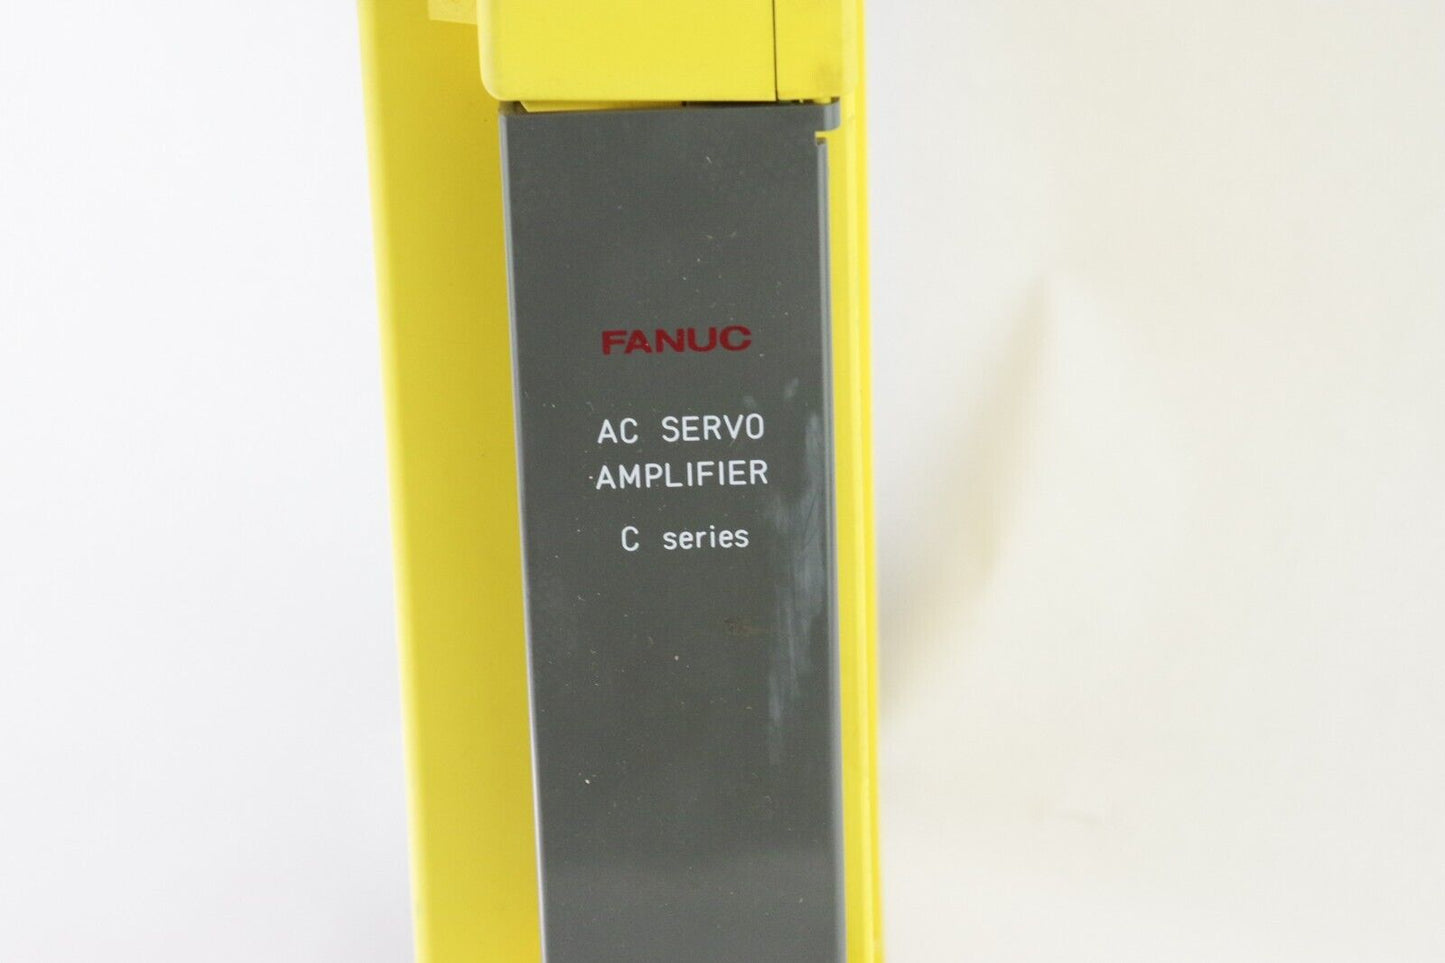 FANUC
AC SERVO
AMPLIFIER
C series